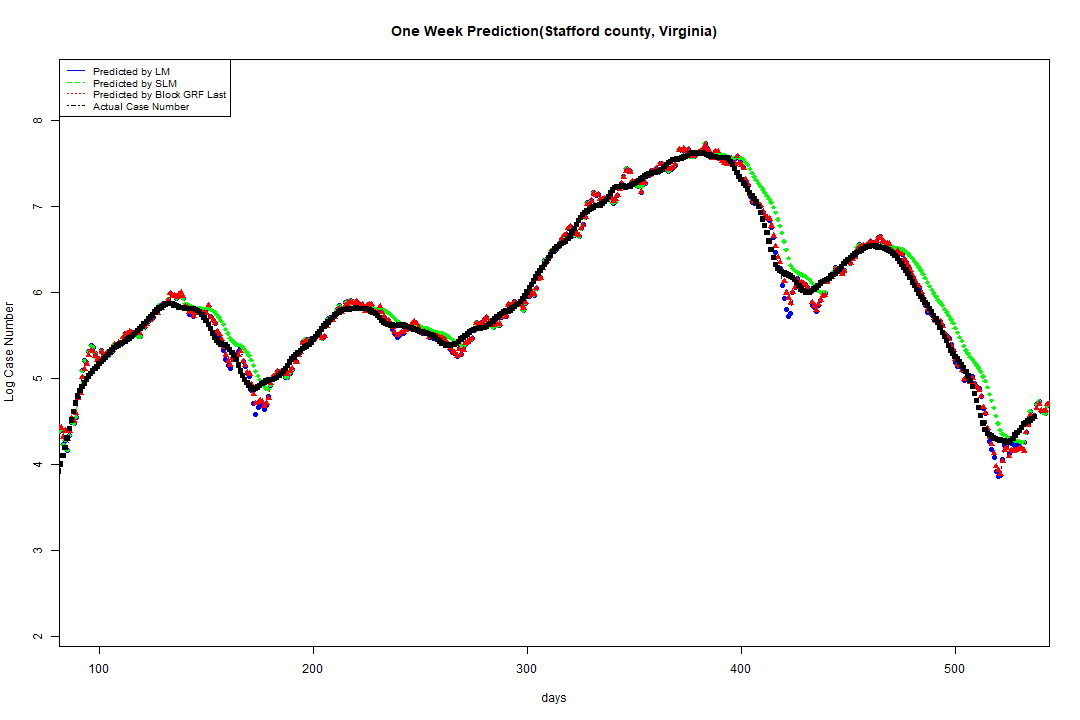 One Week Prediction(Stafford county, Virginia)
Predicted by LM
Predicted by SLM
Predicted by Block GRF Last
Actual Case Number
8
7
6
5
4
3
2
Log Case Number
100 200 300 400 500
days